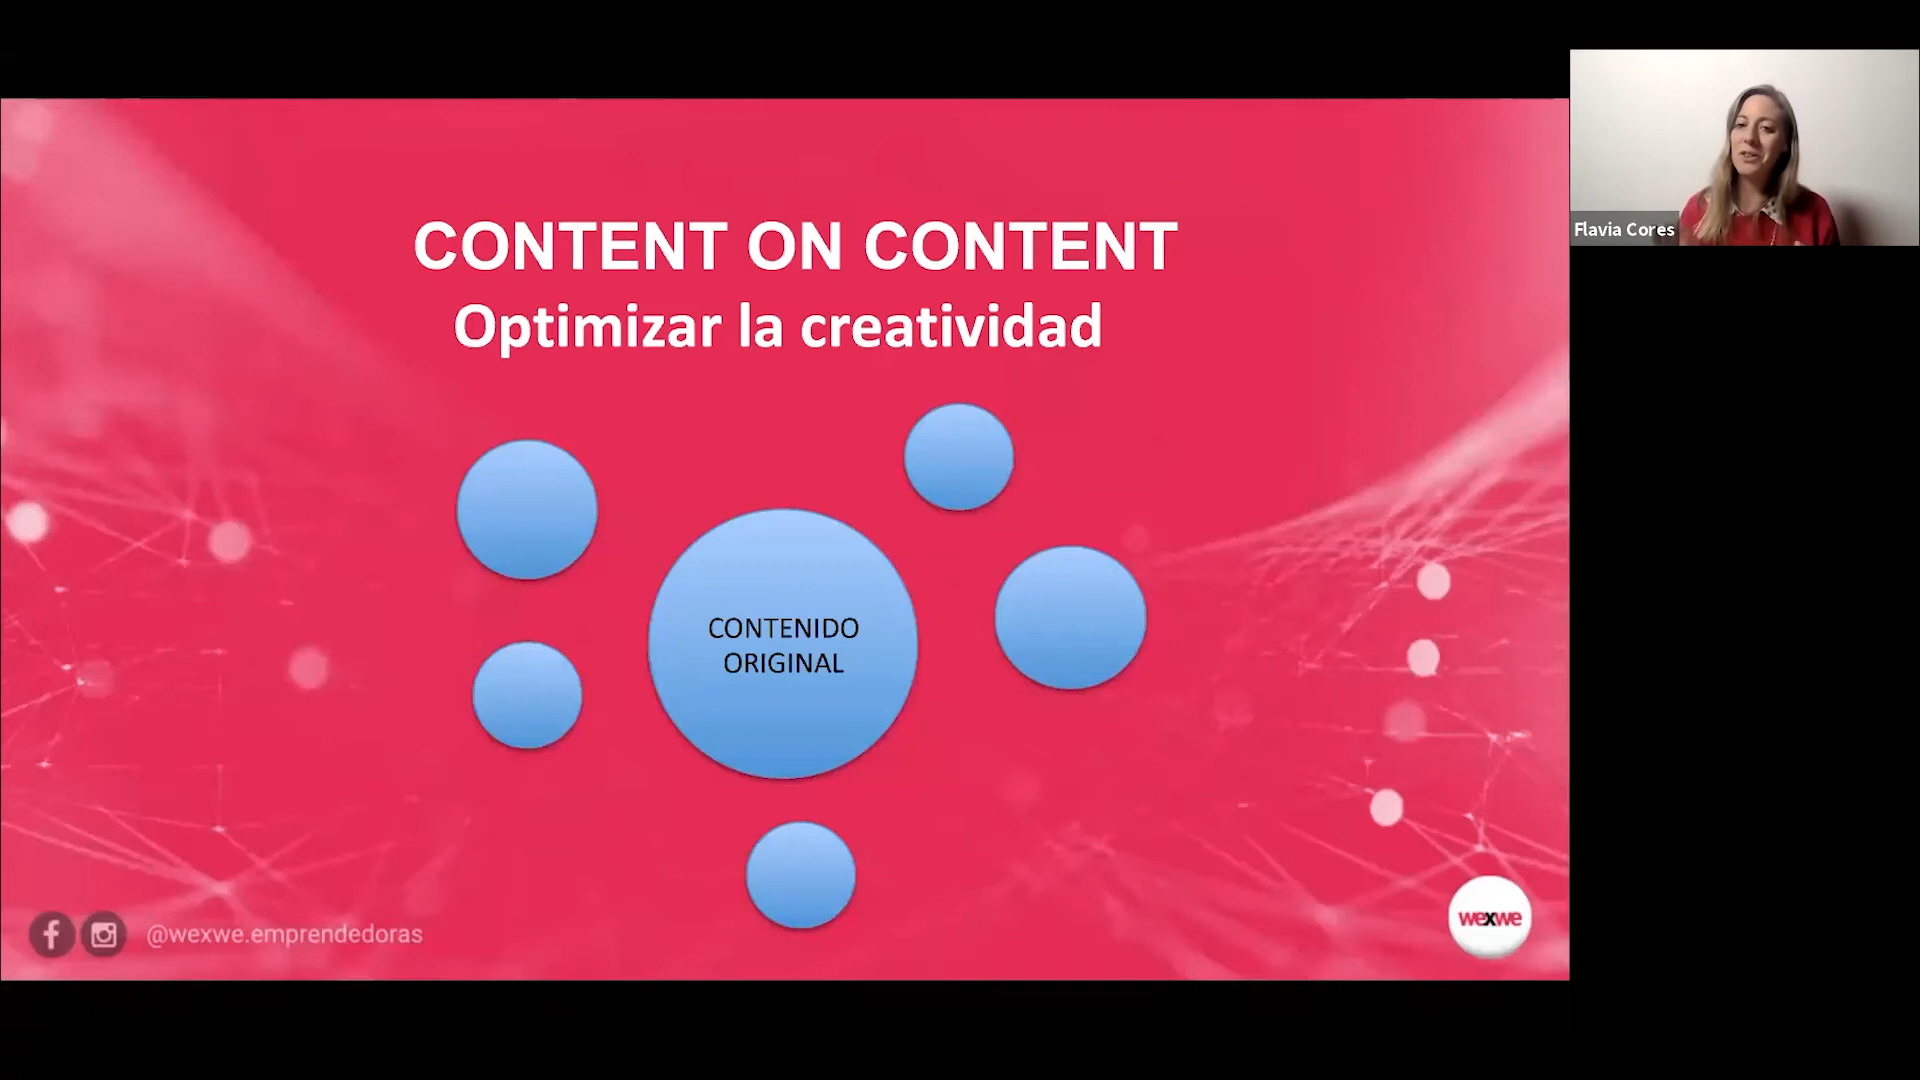 CONTENT ON CONTENT
Optimizar la creatividad
CONTENIDO
ORIGINAL
@wexwe.emprendedoras
wexwe
Flavia Cores